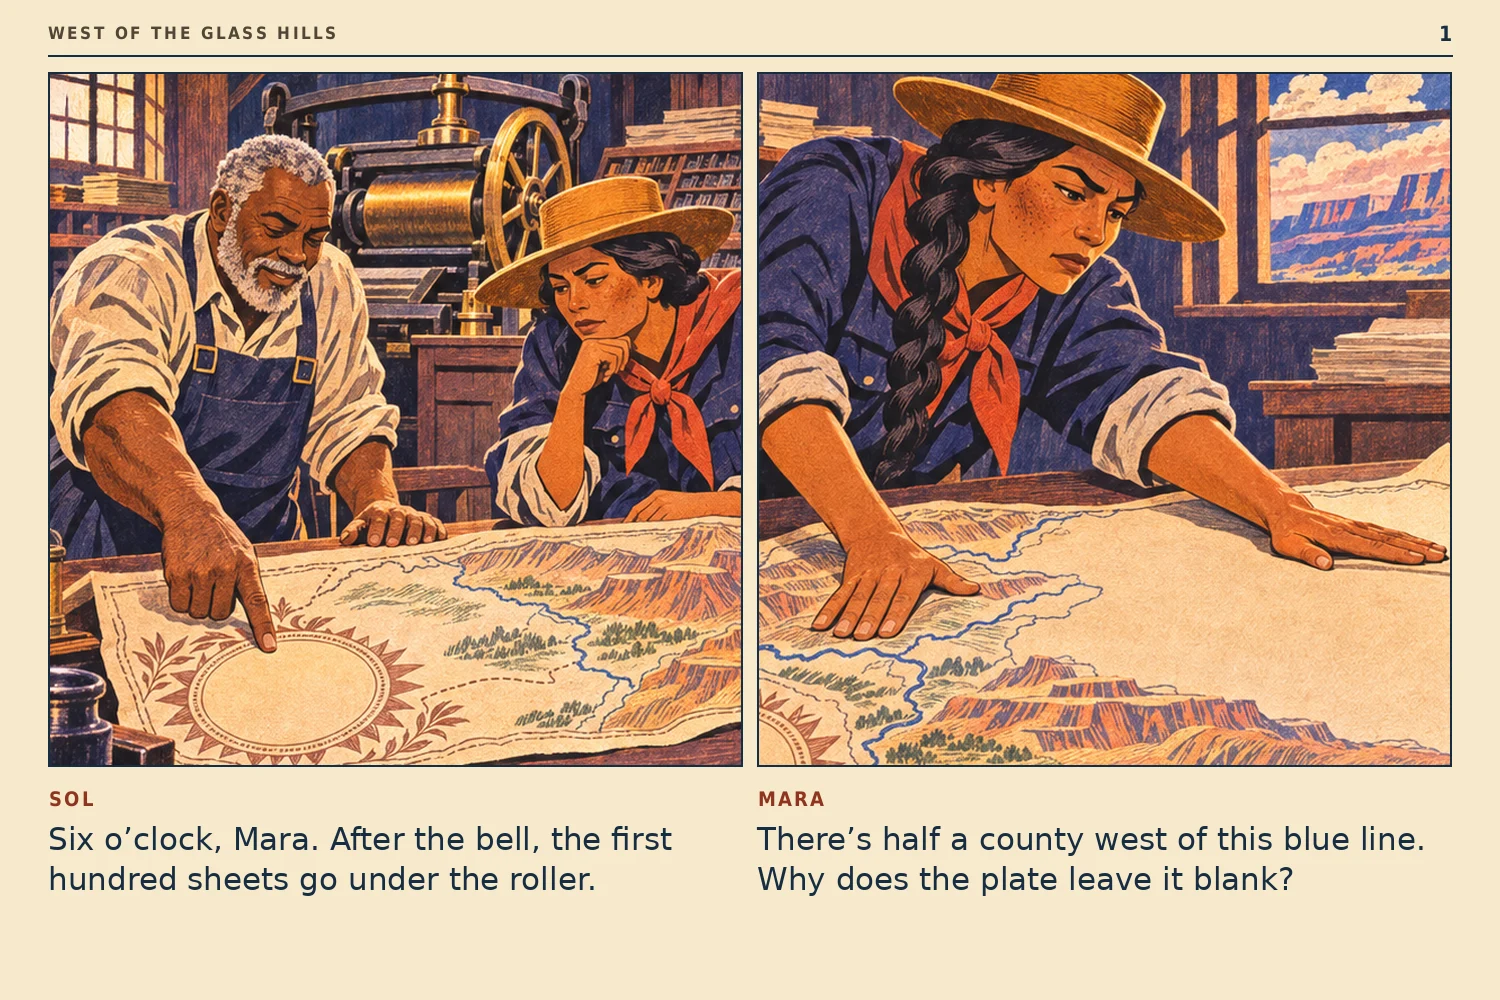 WEST OF THE GLASS HILLS
1
SOL
Six o’clock, Mara. After the bell, the first
hundred sheets go under the roller.
MARA
There’s half a county west of this blue line.
Why does the plate leave it blank?